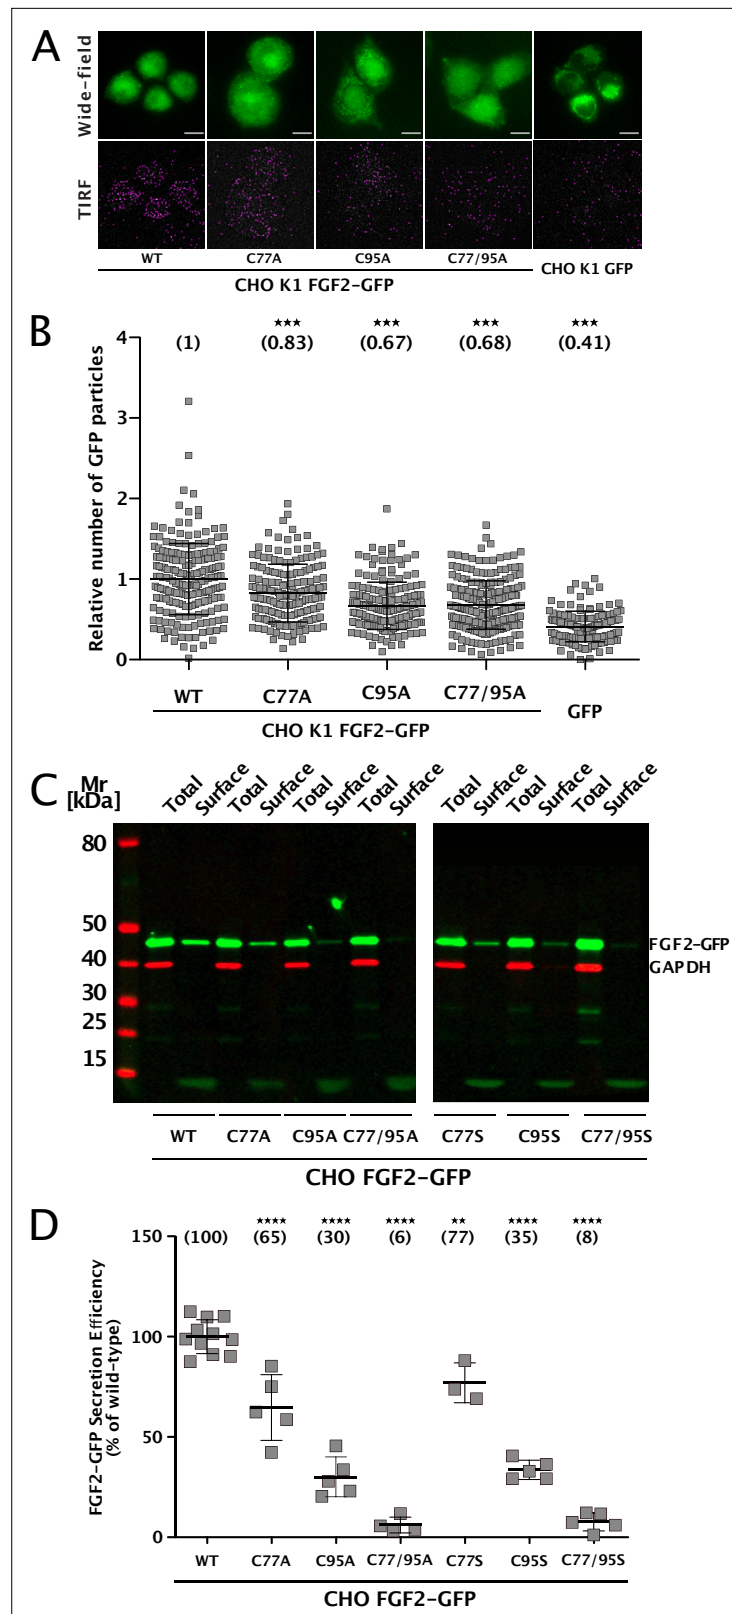 A
Wide-field
TIRF
WT C77A C95A C77/95A CHO K1 GFP
CHO K1 FGF2-GFP
B
★★★ ★★★ ★★★ ★★★
(1) (0.83) (0.67) (0.68) (0.41)
Relative number of GFP particles
4
3
2
1
0
WT C77A C95A C77/95A GFP
CHO K1 FGF2-GFP
C
Mr
[kDa]
Total Surface Total Surface Total Surface Total Surface Total Surface Total Surface Total Surface
80
50
40
30
25
15
FGF2-GFP
GAPDH
WT C77A C95A C77/95A C77S C95S C77/95S
CHO FGF2-GFP
D
★★★★ ★★★★ ★★★★ ★★ ★★★★ ★★★★
(100) (65) (30) (6) (77) (35) (8)
FGF2-GFP Secretion Efficiency
(% of wild-type)
150
100
50
0
WT C77A C95A C77/95A C77S C95S C77/95S
CHO FGF2-GFP